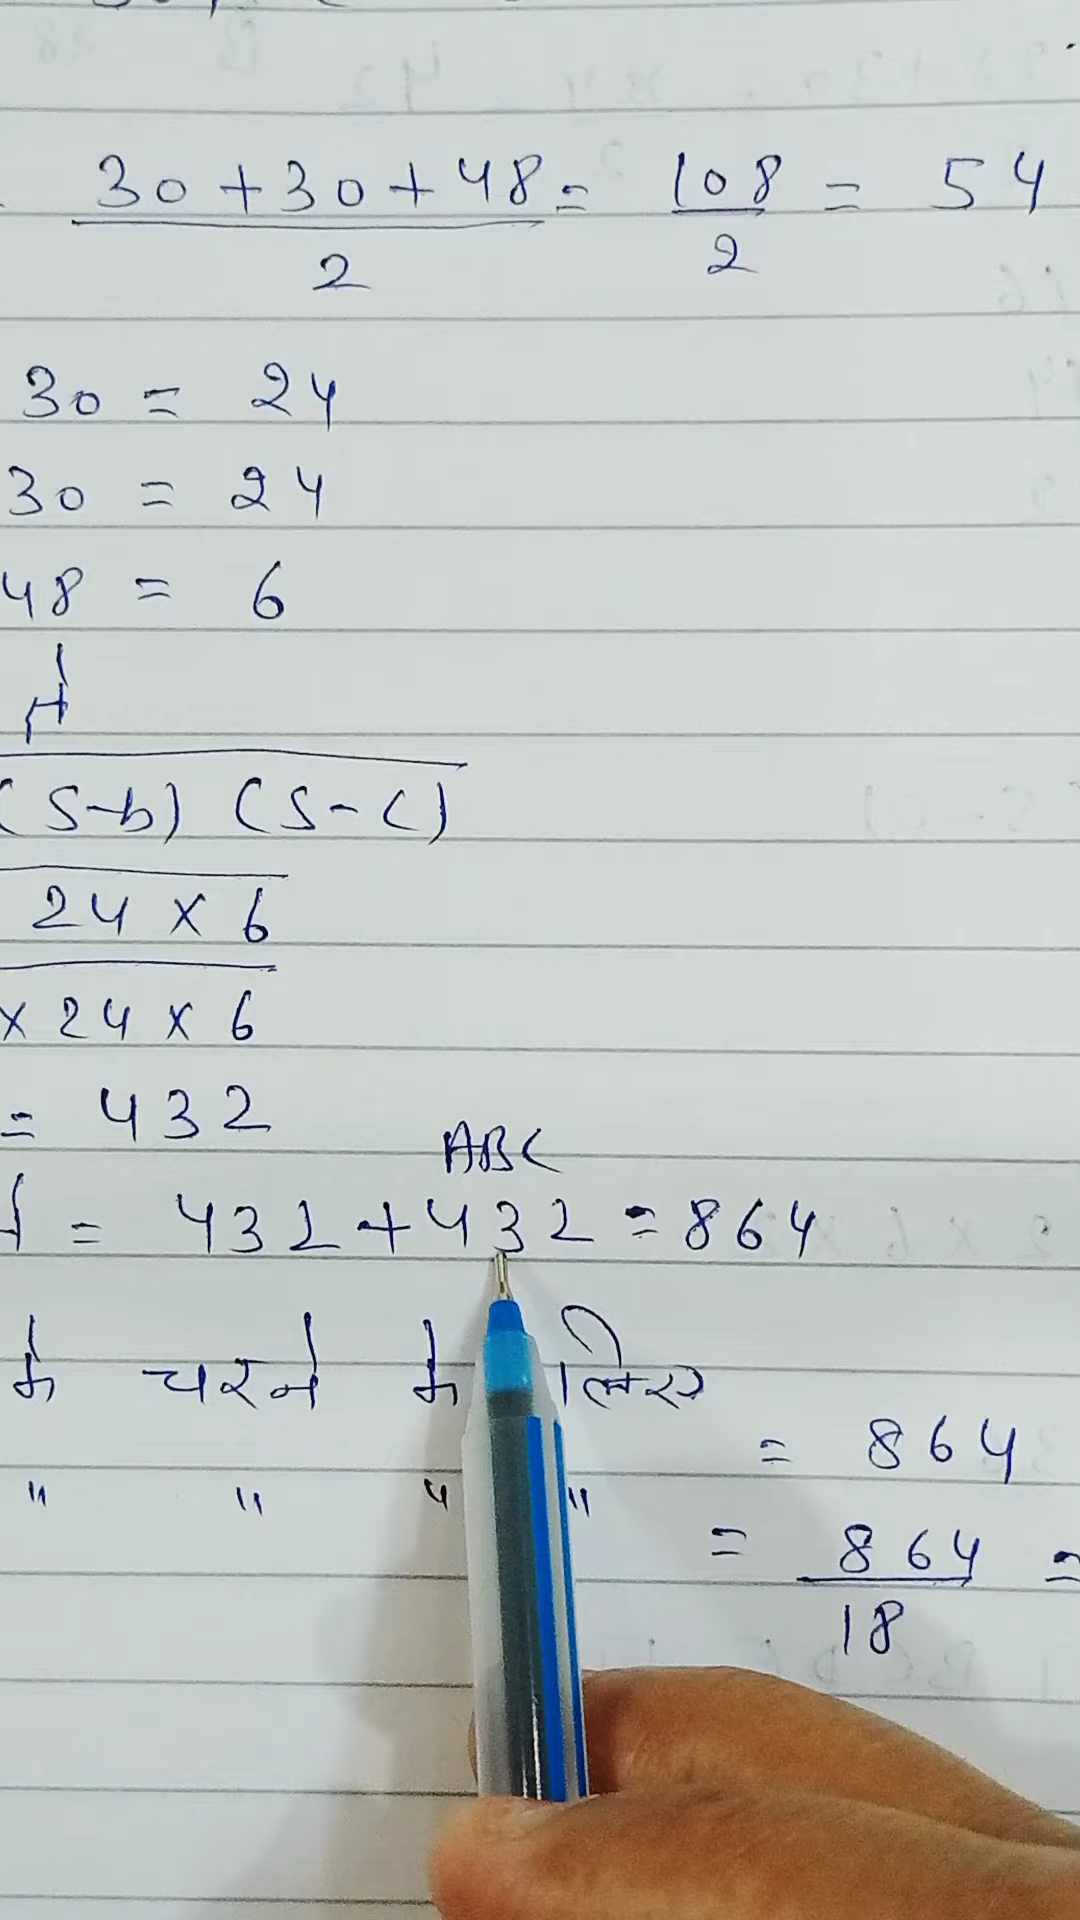 30 + 30 + 48 / 2 = 108 / 2 = 54
30 = 24
30 = 24
48 = 6
(S-b) (S-C)
24 × 6
× 24 × 6
= 432
ABC
= 432 + 432 = 864
के चरने के लिए
= 864
" " " "
= 864 / 18 =